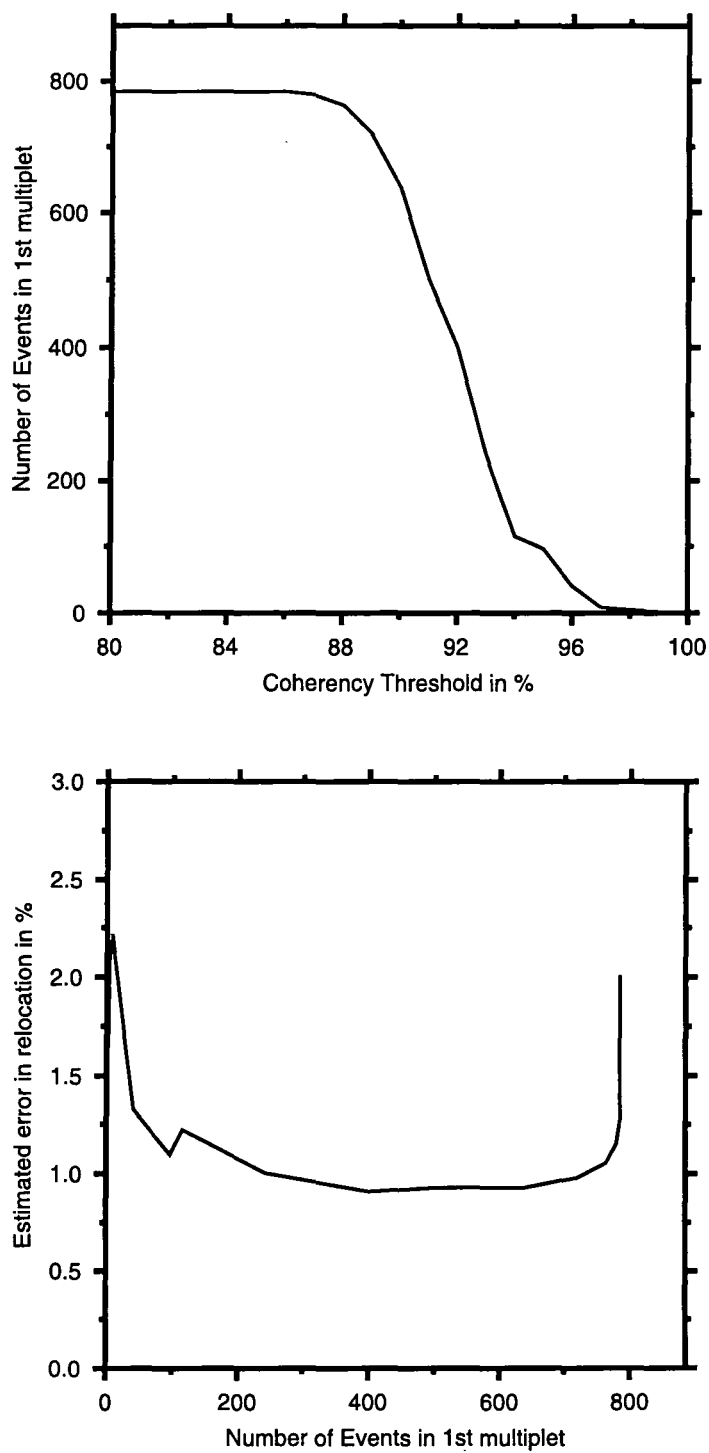 Number of Events in 1st multiplet
800
600
400
200
0
80 84 88 92 96 100
Coherency Threshold in %
Estimated error in relocation in %
3.0
2.5
2.0
1.5
1.0
0.5
0.0
0 200 400 600 800
Number of Events in 1st multiplet